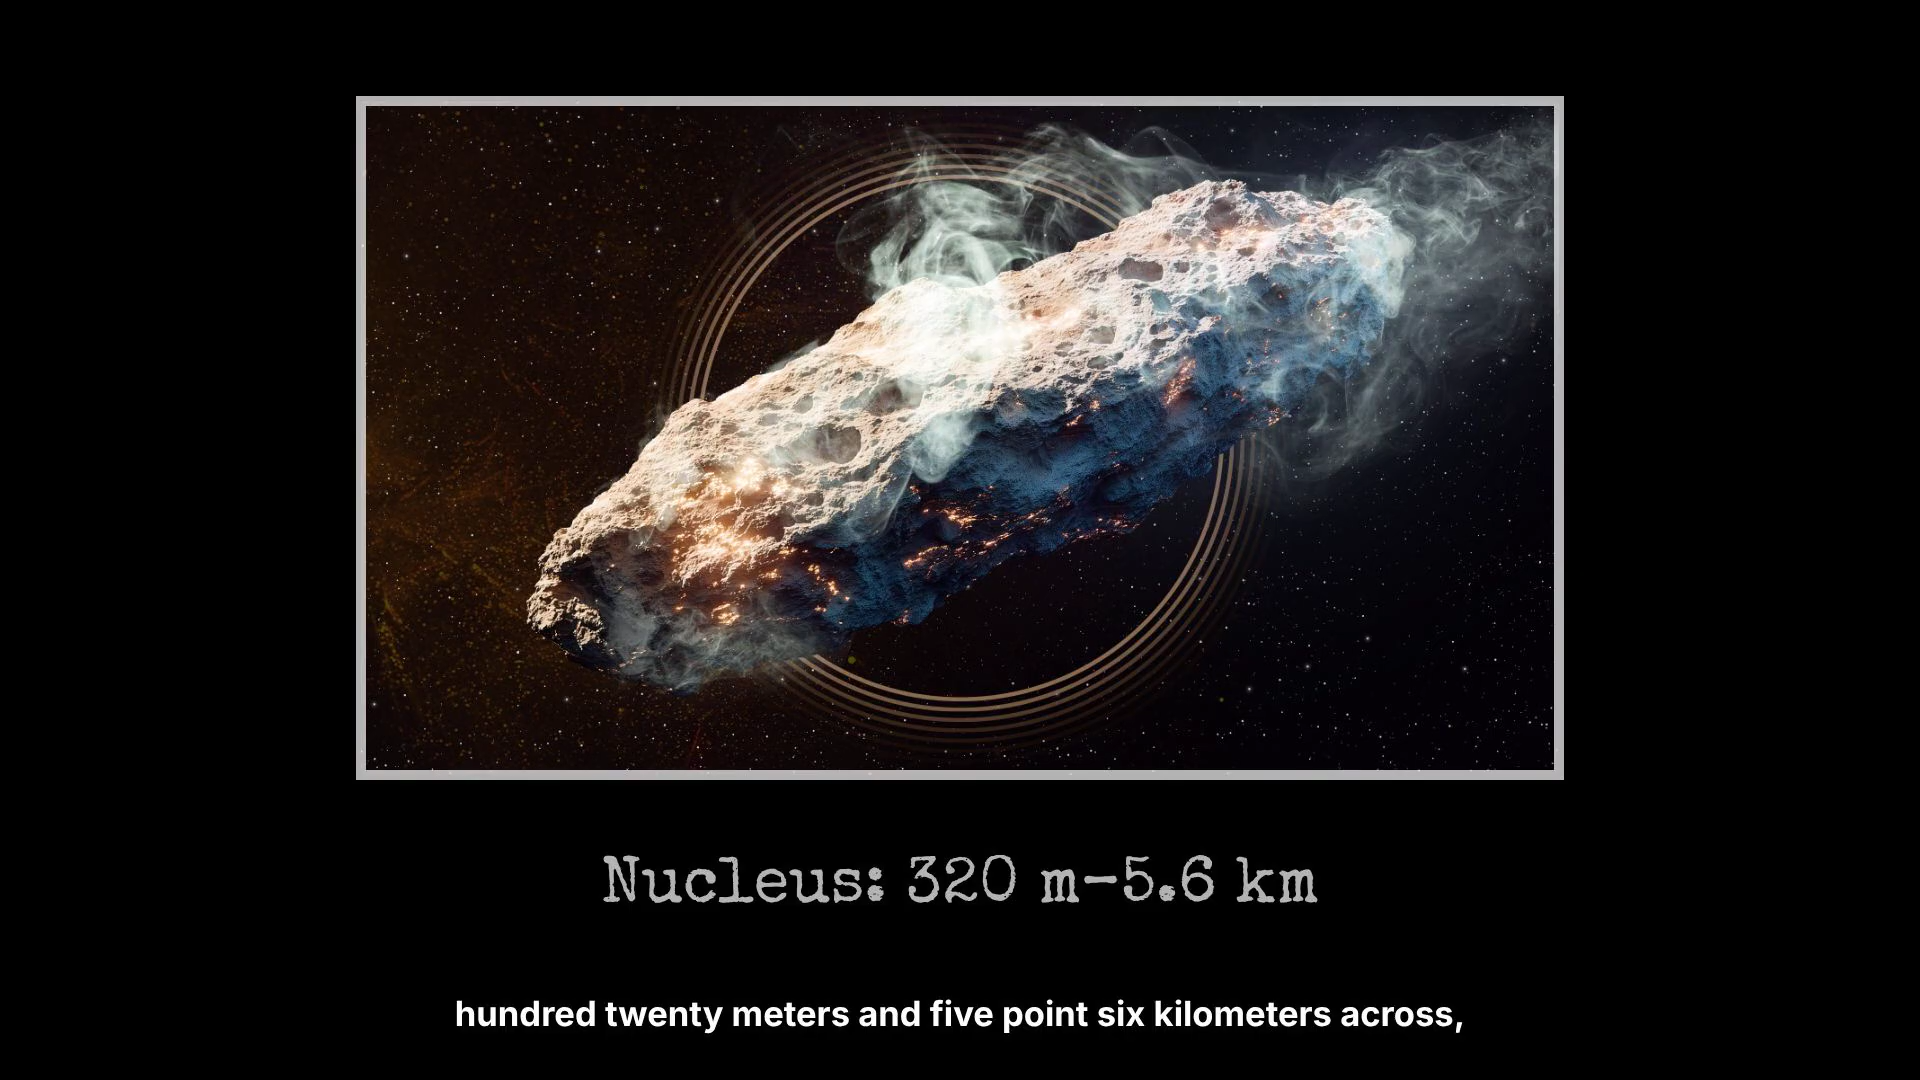 Nucleus: 320 m–5.6 km
hundred twenty meters and five point six kilometers across,